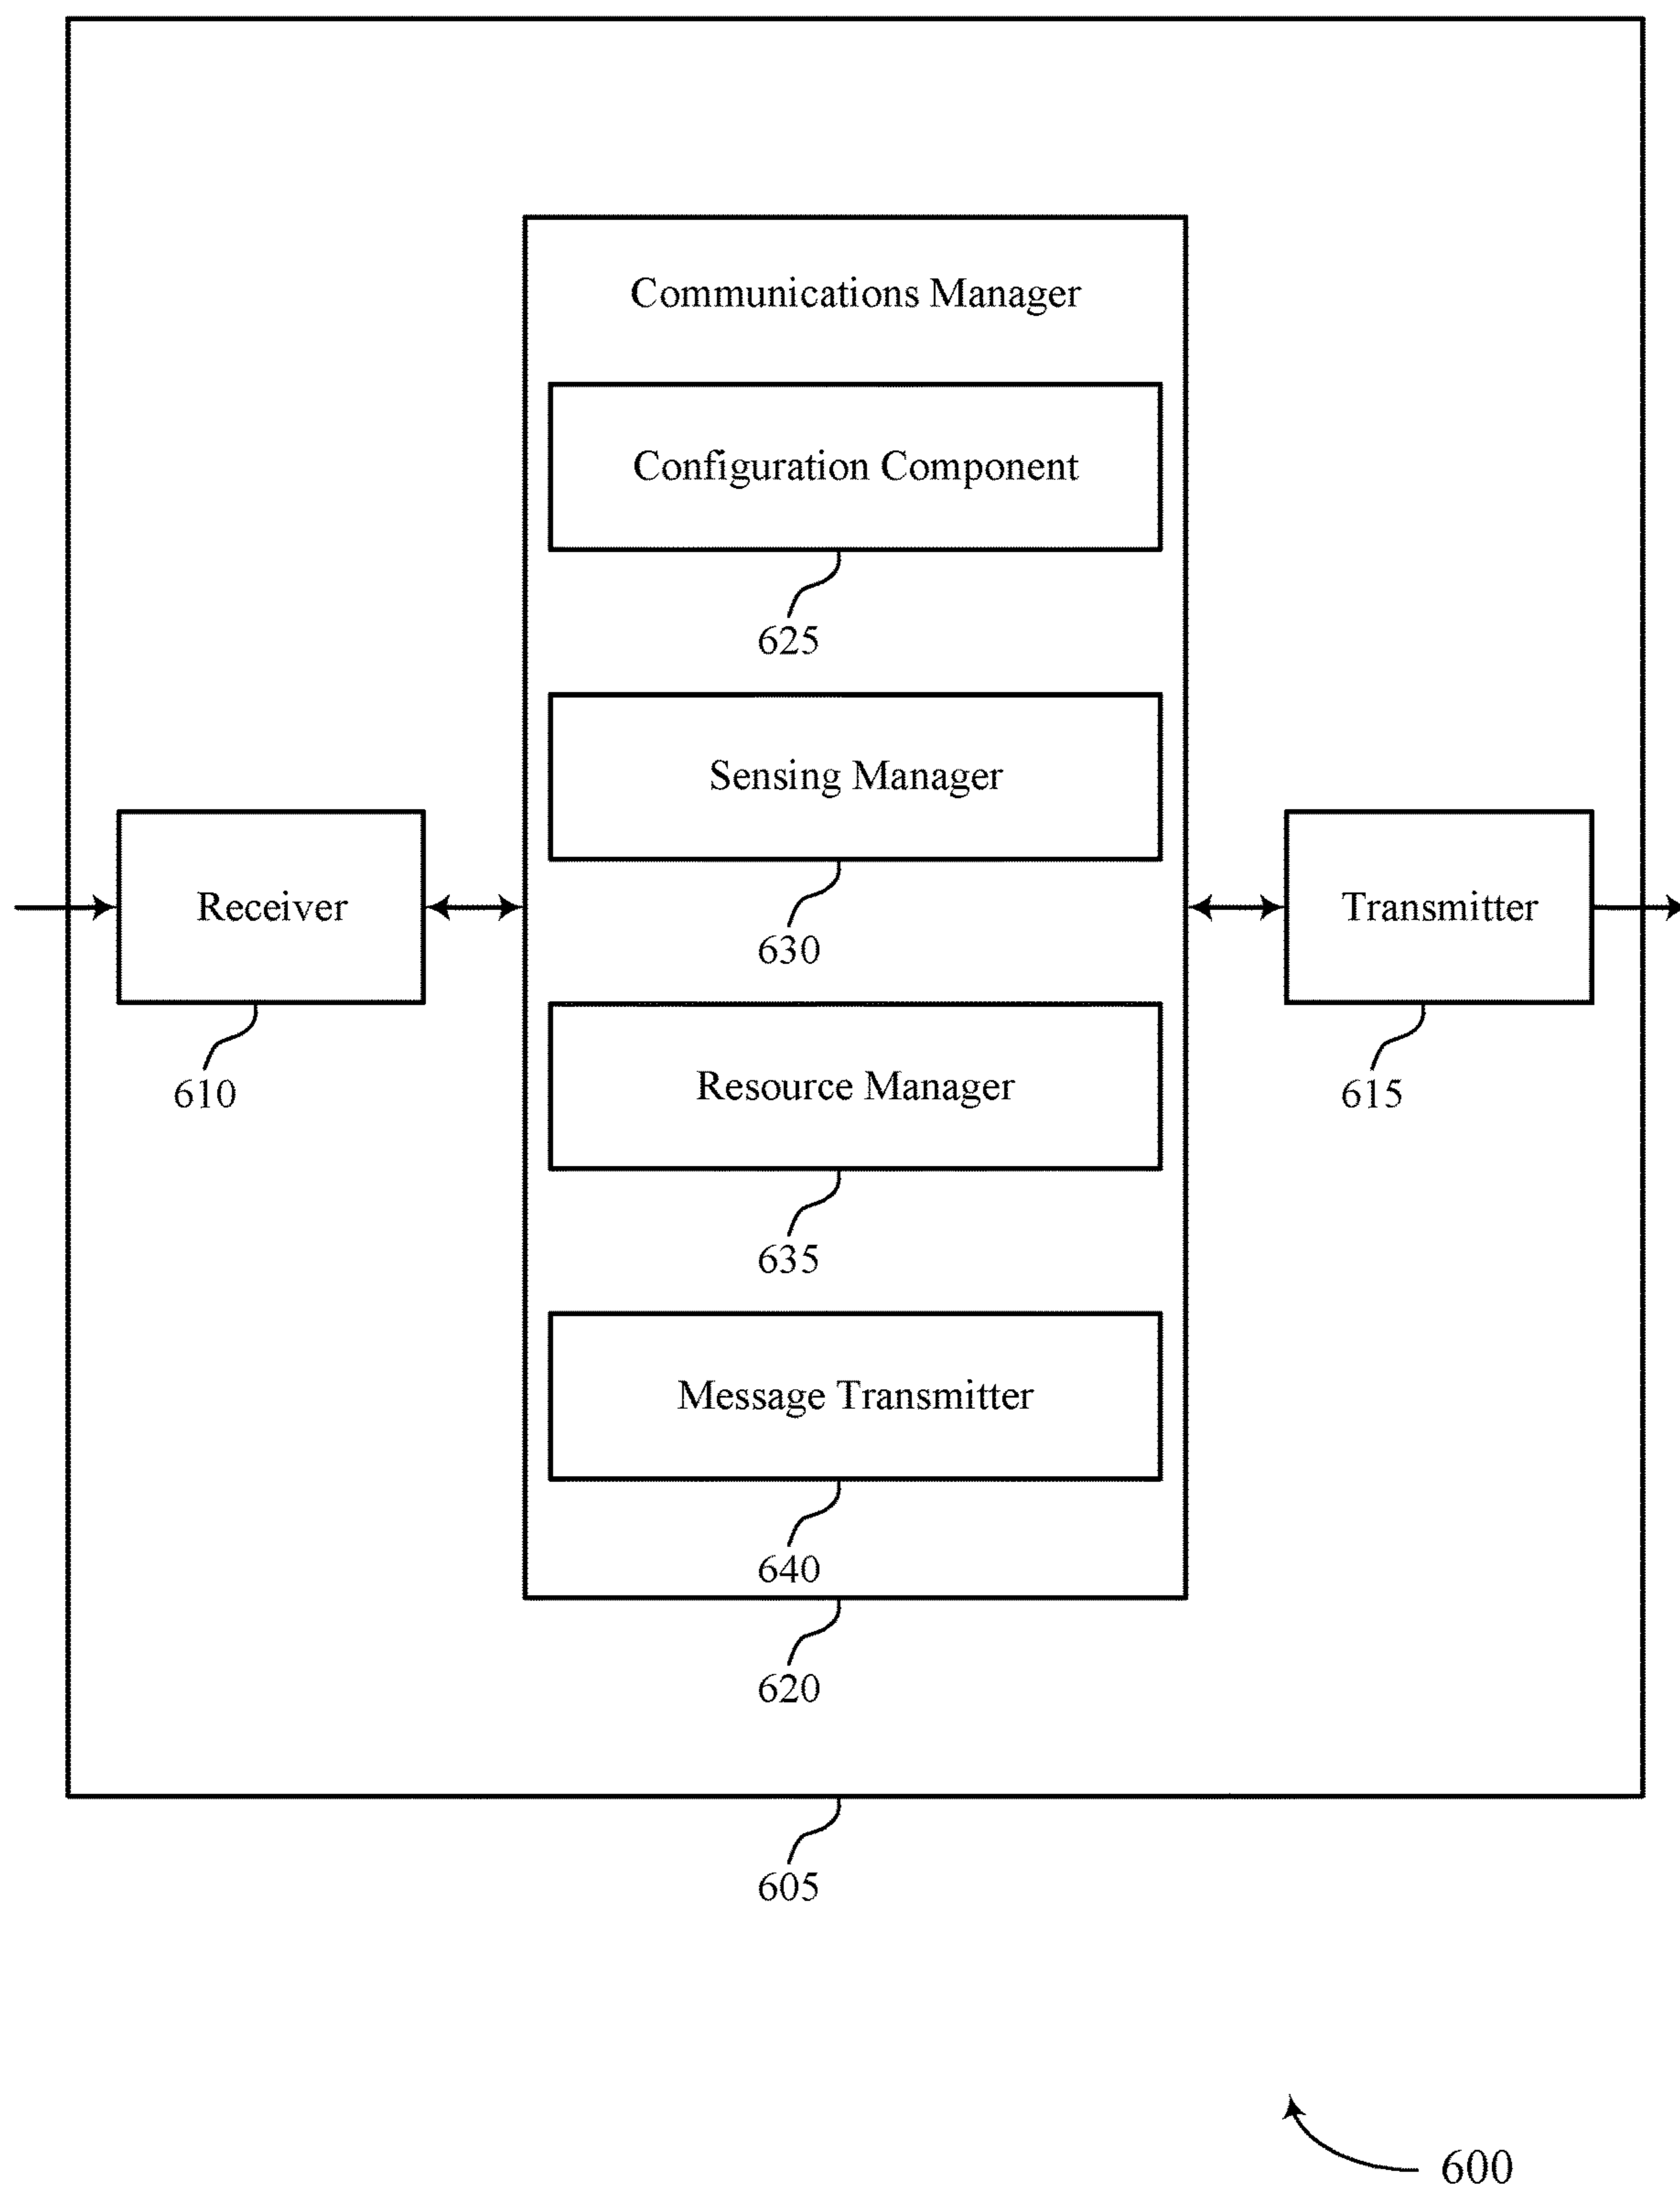 Communications Manager
Configuration Component
625
Sensing Manager
630
Receiver
610
Transmitter
615
Resource Manager
635
Message Transmitter
640
620
605
600